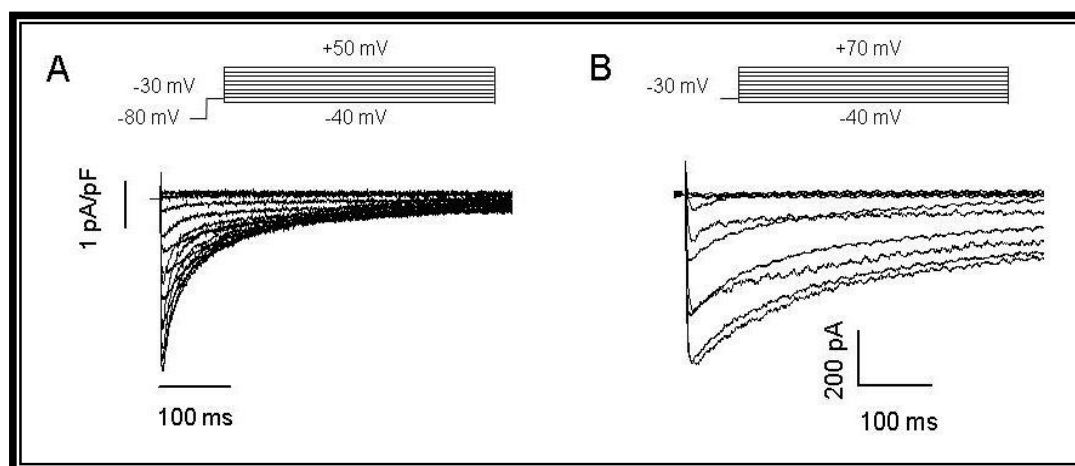 A
+50 mV
-30 mV
-80 mV
-40 mV
1 pA/pF
100 ms
B
+70 mV
-30 mV
-40 mV
200 pA
100 ms